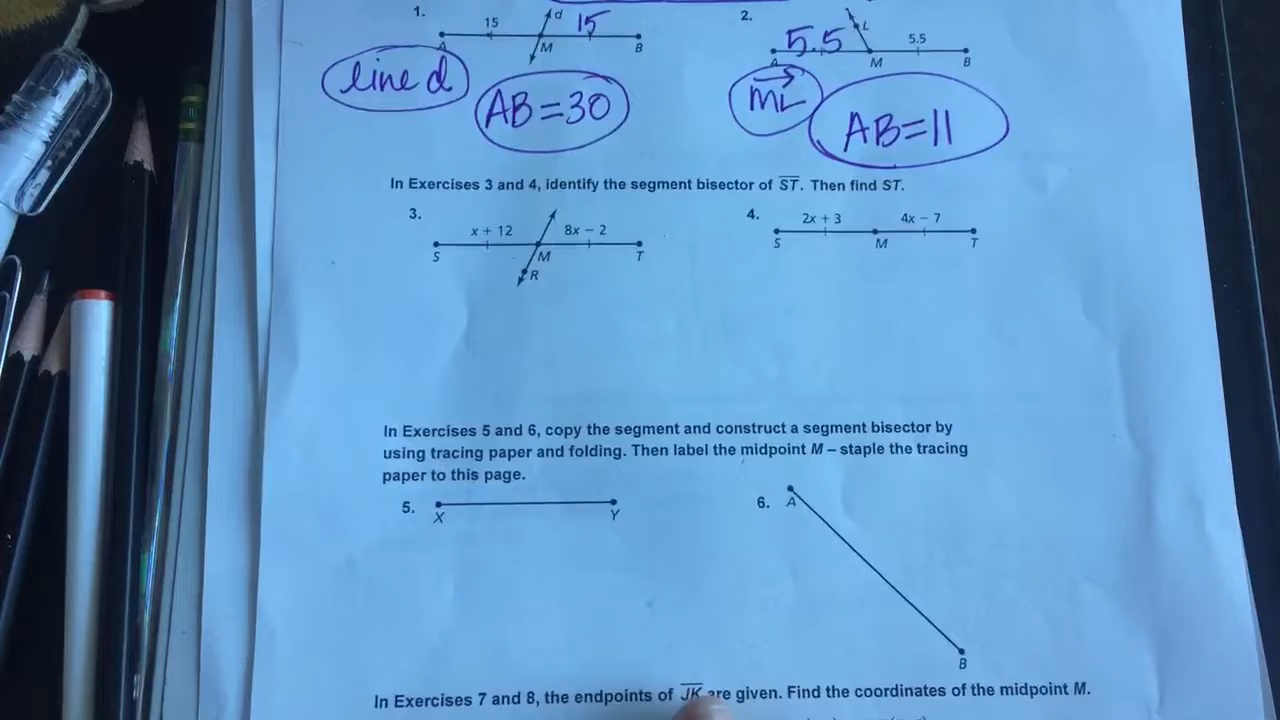 1.
15
d
15
A
M
B
line d
AB=30
2.
5.5
L
5.5
A
M
B
ML
AB=11
In Exercises 3 and 4, identify the segment bisector of ST. Then find ST.
3.
x + 12
8x − 2
S
M
T
R
4.
2x + 3
4x − 7
S
M
T
In Exercises 5 and 6, copy the segment and construct a segment bisector by
using tracing paper and folding. Then label the midpoint M – staple the tracing
paper to this page.
5.
X
Y
6.
A
B
In Exercises 7 and 8, the endpoints of JK are given. Find the coordinates of the midpoint M.